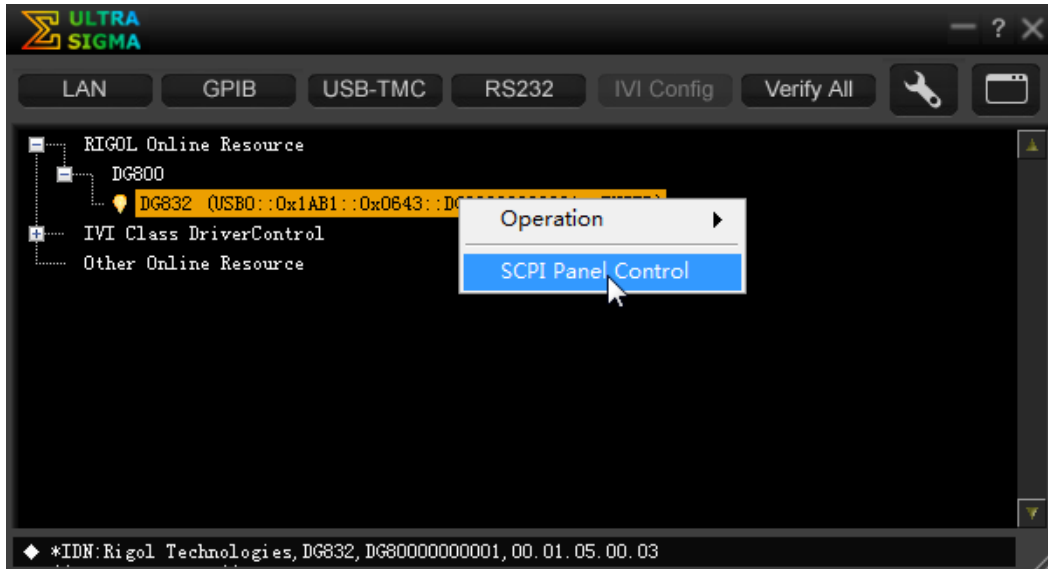 ULTRA
SIGMA
LAN GPIB USB-TMC RS232 IVI Config Verify All
RIGOL Online Resource
DG800
DG832 (USB0::0x1AB1::0x0643::
Operation
IVI Class DriverControl
Other Online Resource
SCPI Panel Control
*IDN:Rigol Technologies,DG832,DG80000000001,00.01.05.00.03